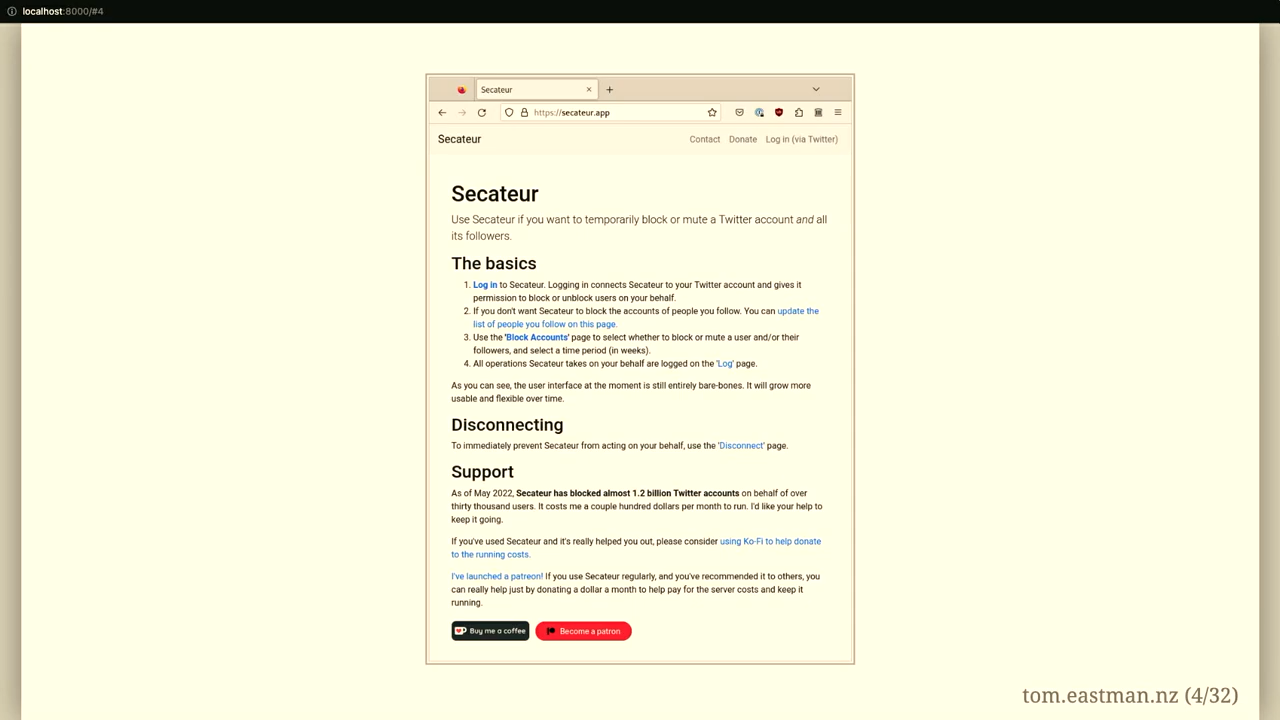 localhost:8000/#4
Secateur
https://secateur.app
Secateur
Contact Donate Log in (via Twitter)
Secateur
Use Secateur if you want to temporarily block or mute a Twitter account and all
its followers.
The basics
1. Log in to Secateur. Logging in connects Secateur to your Twitter account and gives it
permission to block or unblock users on your behalf.
2. If you don't want Secateur to block the accounts of people you follow. You can update the
list of people you follow on this page.
3. Use the 'Block Accounts' page to select whether to block or mute a user and/or their
followers, and select a time period (in weeks).
4. All operations Secateur takes on your behalf are logged on the 'Log' page.
As you can see, the user interface at the moment is still entirely bare-bones. It will grow more
usable and flexible over time.
Disconnecting
To immediately prevent Secateur from acting on your behalf, use the 'Disconnect' page.
Support
As of May 2022, Secateur has blocked almost 1.2 billion Twitter accounts on behalf of over
thirty thousand users. It costs me a couple hundred dollars per month to run. I'd like your help to
keep it going.
If you've used Secateur and it's really helped you out, please consider using Ko-Fi to help donate
to the running costs.
I've launched a patreon! If you use Secateur regularly, and you've recommended it to others, you
can really help just by donating a dollar a month to help pay for the server costs and keep it
running.
Buy me a coffee Become a patron
tom.eastman.nz (4/32)